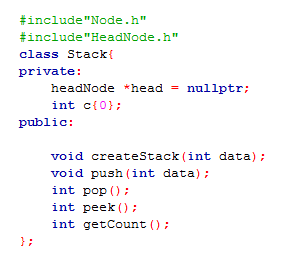 #include"Node.h"
#include"HeadNode.h"
class Stack{
private:
    headNode *head = nullptr;
    int c{0};
public:

    void createStack(int data);
    void push(int data);
    int pop();
    int peek();
    int getCount();
};